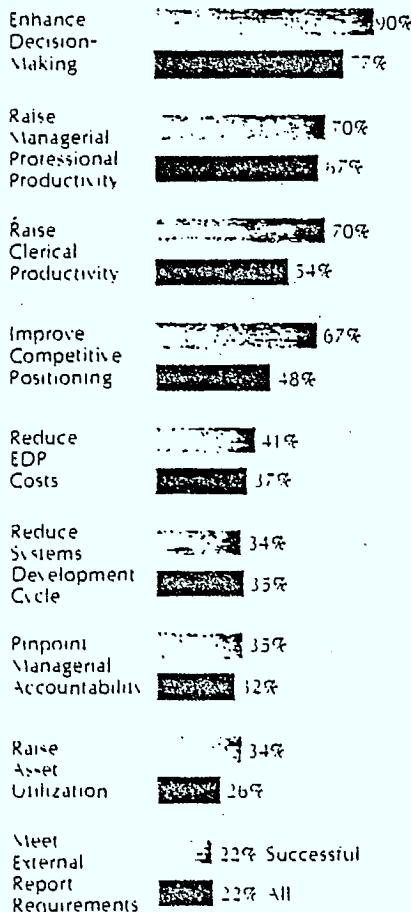 Enhance
Decision-
Making
90%
77%
Raise
Managerial
Professional
Productivity
70%
67%
Raise
Clerical
Productivity
70%
54%
Improve
Competitive
Positioning
67%
48%
Reduce
EDP
Costs
41%
37%
Reduce
Systems
Development
Cycle
34%
35%
Pinpoint
Managerial
Accountability
35%
32%
Raise
Asset
Utilization
34%
26%
Meet
External
Report
Requirements
22% Successful
22% All